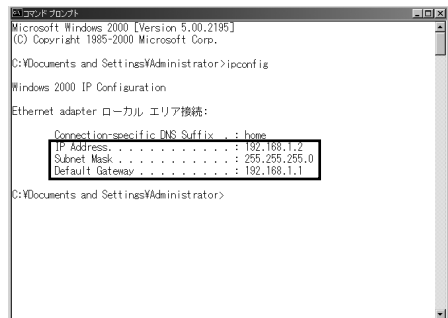 コマンド プロンプト
Microsoft Windows 2000 [Version 5.00.2195]
(C) Copyright 1985-2000 Microsoft Corp.
C:¥Documents and Settings¥Administrator>ipconfig
Windows 2000 IP Configuration
Ethernet adapter ローカル エリア接続:
Connection-specific DNS Suffix . : home
IP Address. . . . . . . . . . . . : 192.168.1.2
Subnet Mask . . . . . . . . . . . : 255.255.255.0
Default Gateway . . . . . . . . . : 192.168.1.1
C:¥Documents and Settings¥Administrator>